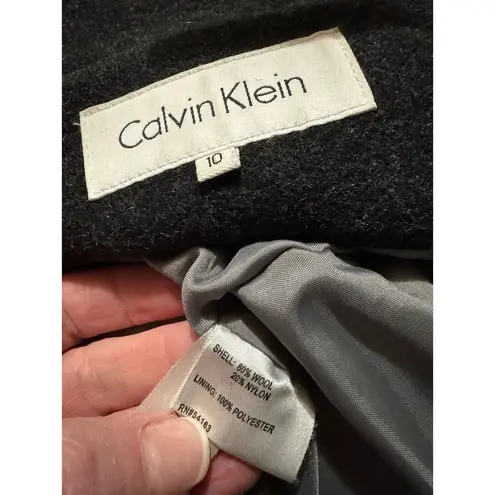 Calvin Klein
10
SHELL: 80% WOOL
20% NYLON
LINING: 100% POLYESTER
RN#54163